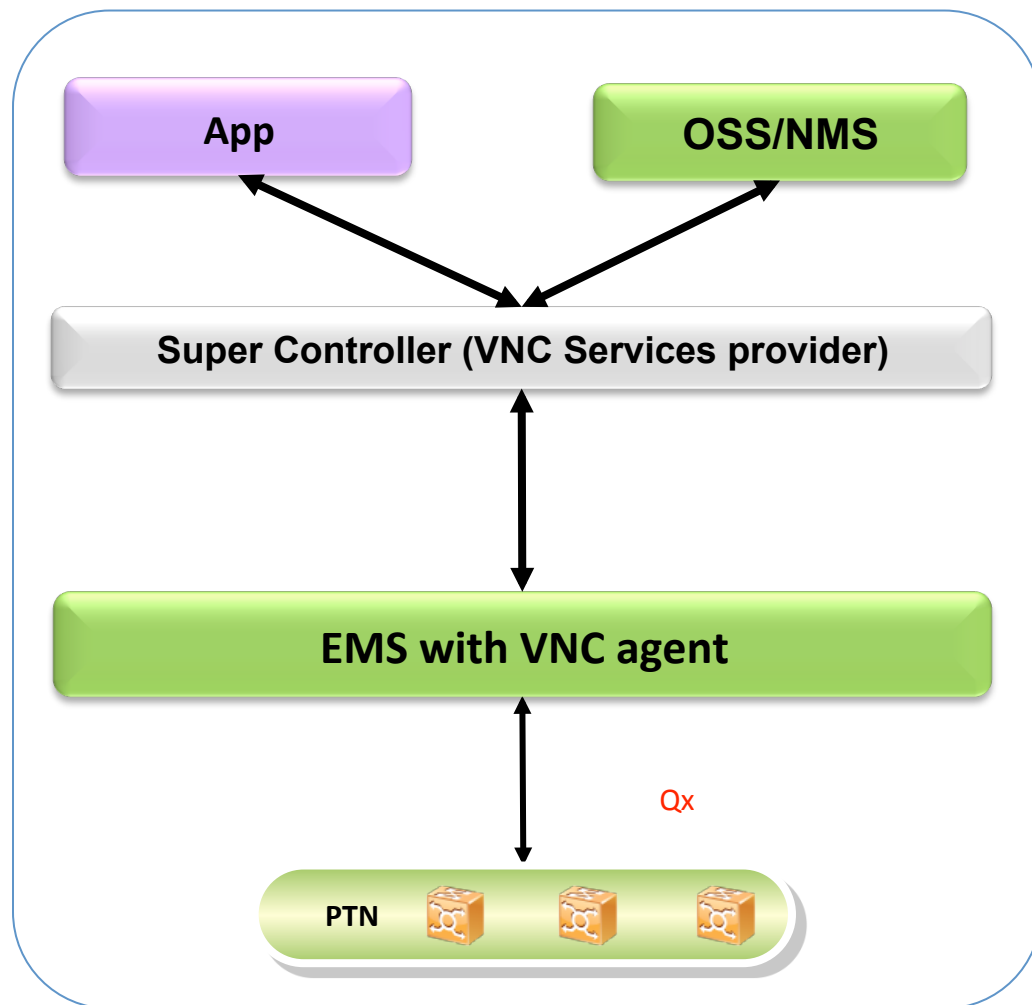 App
OSS/NMS
Super Controller (VNC Services provider)
EMS with VNC agent
Qx
PTN